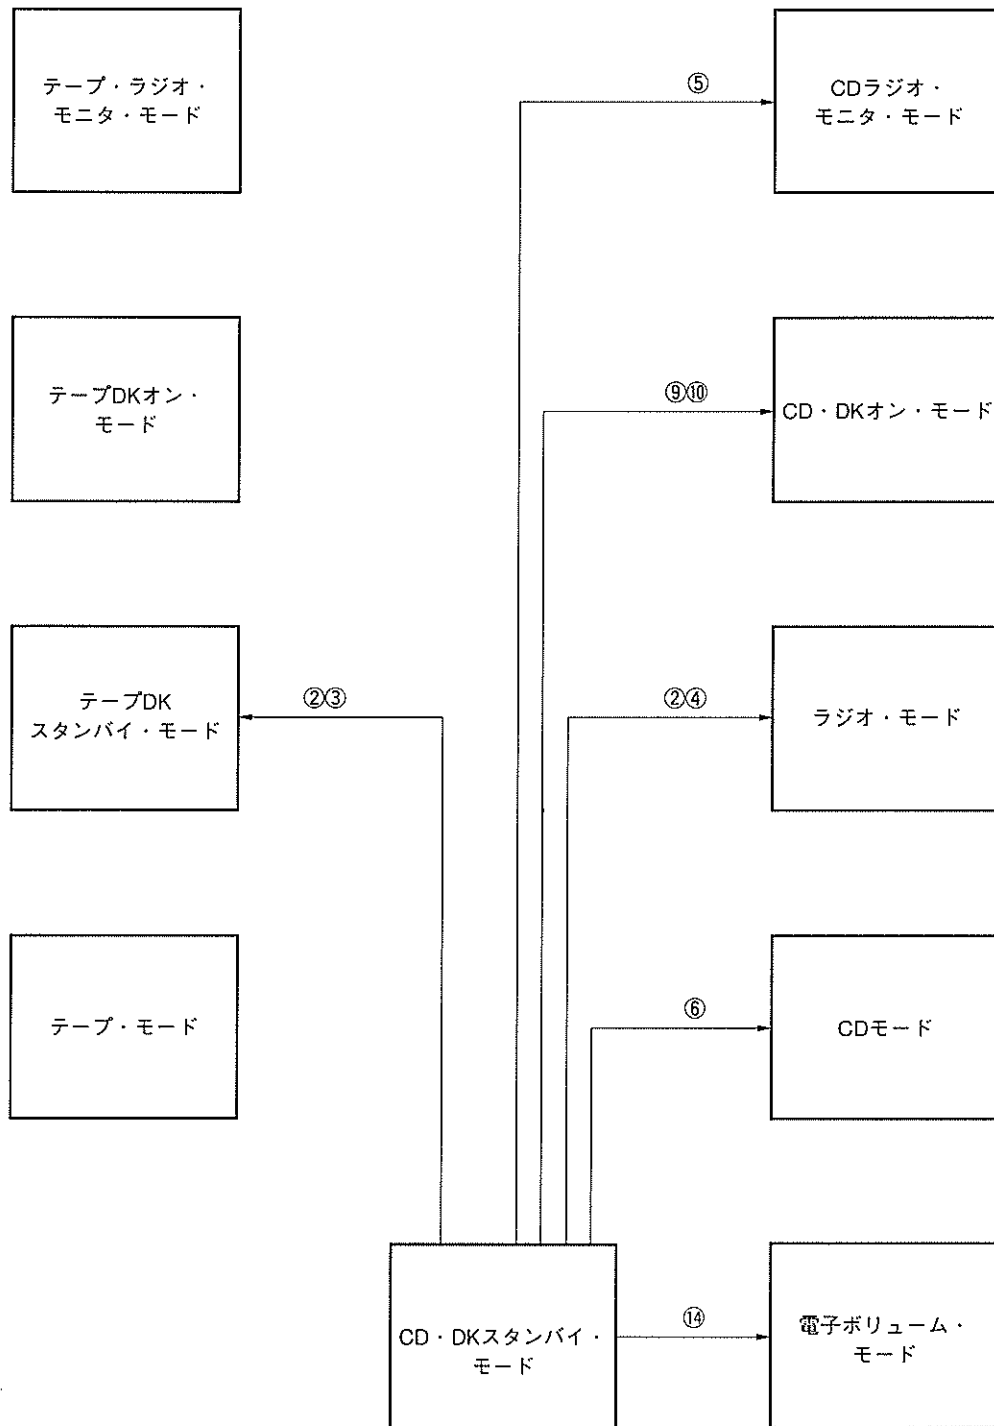 テープ・ラジオ・
モニタ・モード
⑤
CDラジオ・
モニタ・モード
テープDKオン・
モード
⑨⑩
CD・DKオン・モード
テープDK
スタンバイ・モード
②③
②④
ラジオ・モード
テープ・モード
⑥
CDモード
CD・DKスタンバイ・
モード
⑭
電子ボリューム・
モード